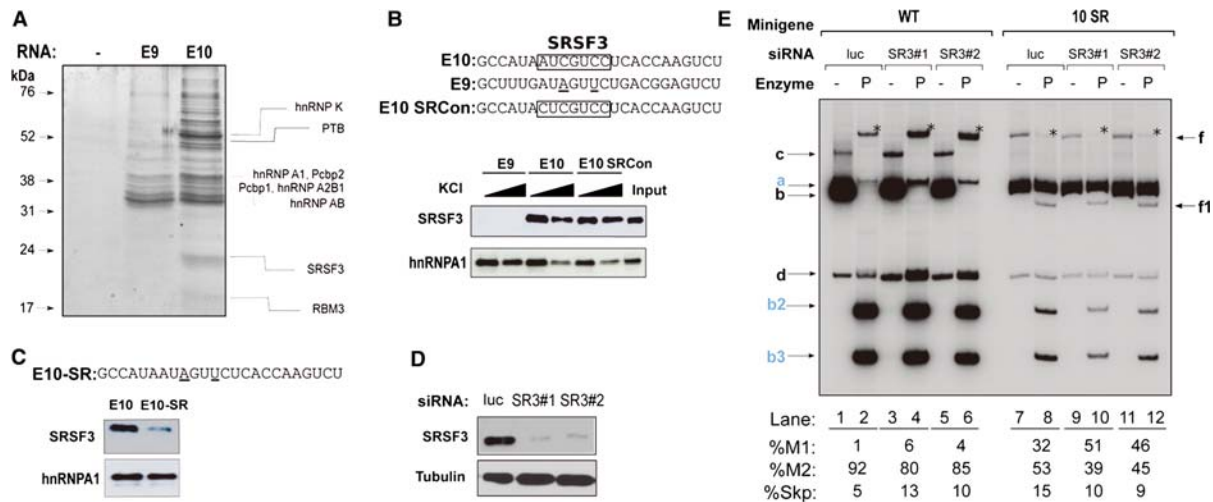 A
RNA: - E9 E10
kDa
76
52
38
31
24
17
hnRNP K
PTB
hnRNP A1, Pcbp2
Pcbp1, hnRNP A2B1
hnRNP AB
SRSF3
RBM3
B
SRSF3
E10:GCCAUAAUCGUCCUCACCAAGUCU
E9:GCUUUGAUAGUUCUGACGGAGUCU
E10 SRCon:GCCAUACUCGUCCUCACCAAGUCU
E9 E10 E10 SRCon
KCl Input
SRSF3
hnRNPA1
C
E10-SR:GCCAUAAUAGUUCUCACCAAGUCU
E10 E10-SR
SRSF3
hnRNPA1
D
siRNA: luc SR3#1 SR3#2
SRSF3
Tubulin
E
Minigene WT 10 SR
siRNA luc SR3#1 SR3#2 luc SR3#1 SR3#2
Enzyme - P - P - P - P - P - P
* * * * * *
c
a
b
d
b2
b3
f
f1
Lane: 1 2 3 4 5 6 7 8 9 10 11 12
%M1: 1 6 4 32 51 46
%M2: 92 80 85 53 39 45
%Skp: 5 13 10 15 10 9